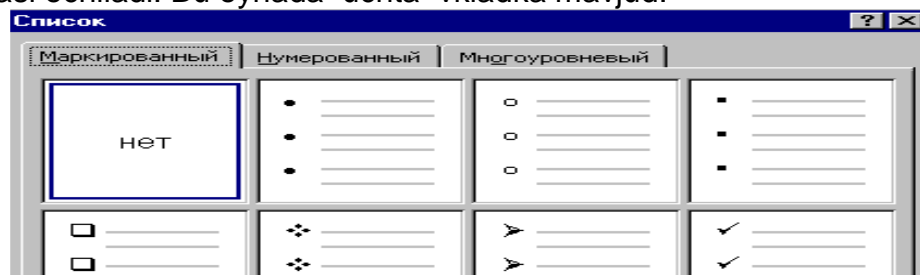 Список
Маркированный Нумерованный Многоуровневый
нет